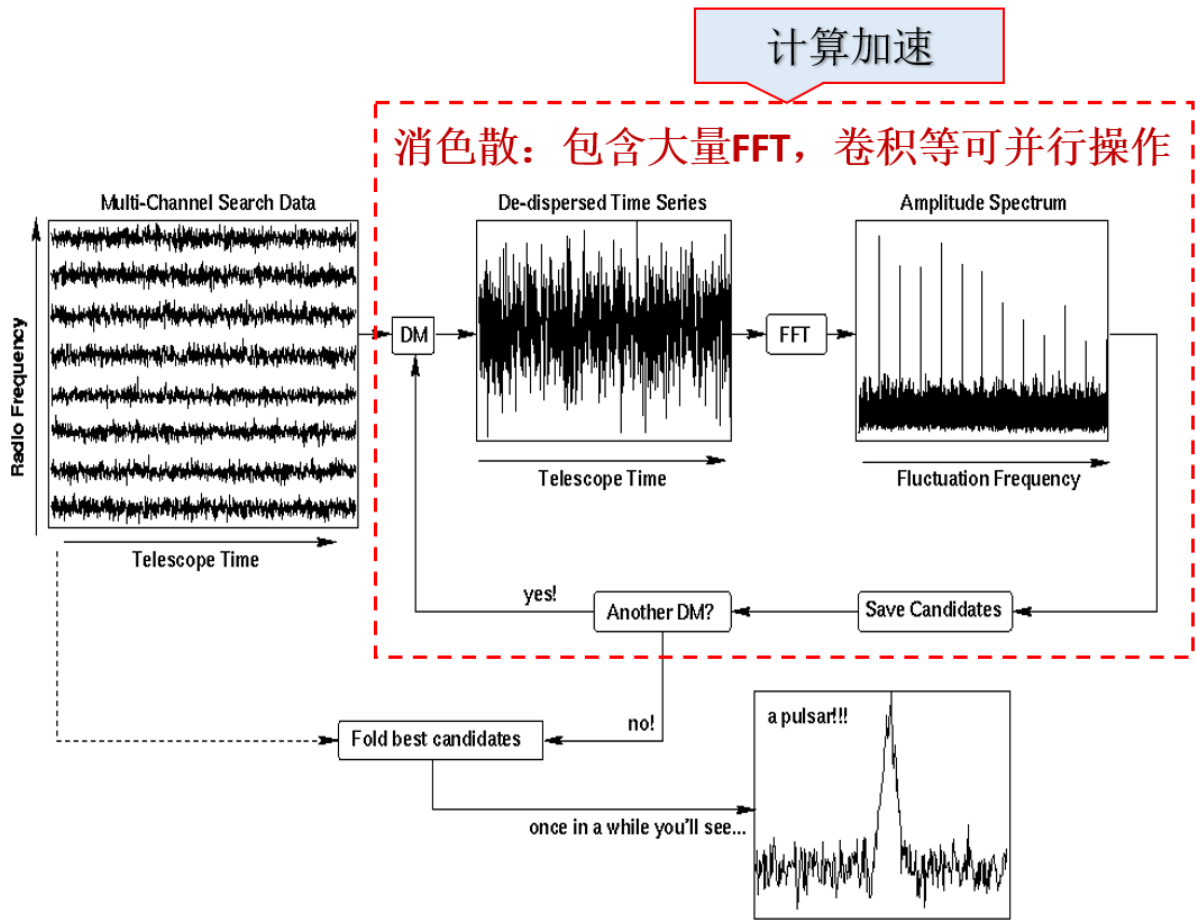 计算加速
消色散：包含大量FFT，卷积等可并行操作
Multi-Channel Search Data
De-dispersed Time Series
Amplitude Spectrum
Radio Frequency
DM
FFT
Telescope Time
Fluctuation Frequency
Telescope Time
yes!
Another DM?
Save Candidates
no!
Fold best candidates
a pulsar!!!
once in a while you'll see...